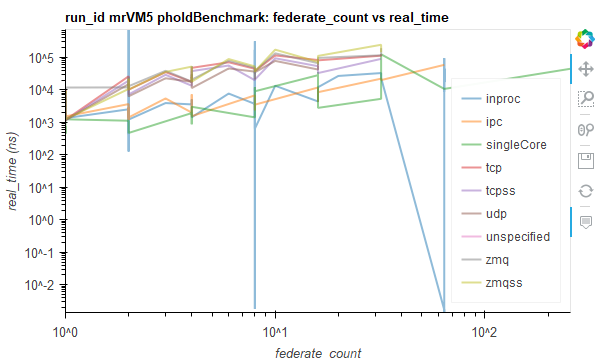 run_id mrVM5 pholdBenchmark: federate_count vs real_time
real_time (ns)
10^5
10^4
10^3
10^2
10^1
10^0
10^-1
10^-2
inproc
ipc
singleCore
tcp
tcpss
udp
unspecified
zmq
zmqss
10^0
10^1
10^2
federate_count